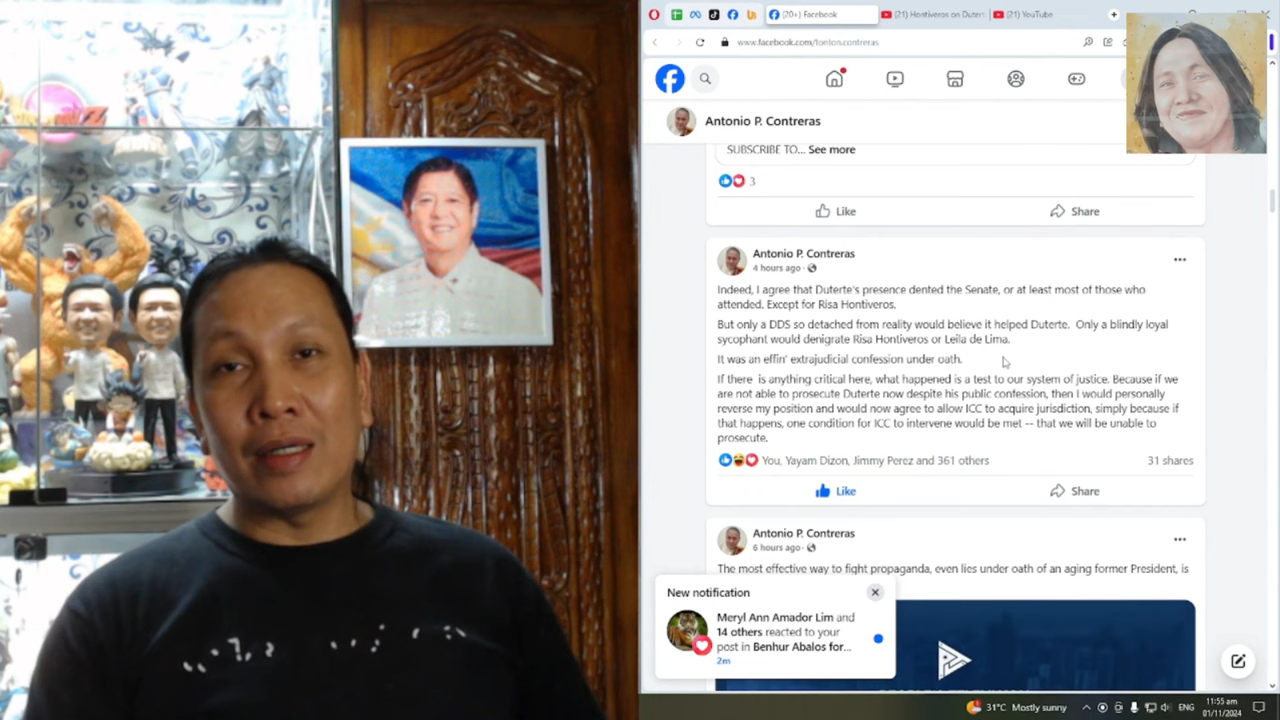 (20+) Facebook
(21) Hontiveros on Dutert
(21) YouTube
www.facebook.com/tonton.contreras
Antonio P. Contreras
SUBSCRIBE TO... See more
3
Like
Share
Antonio P. Contreras
4 hours ago ·
Indeed, I agree that Duterte's presence dented the Senate, or at least most of those who
attended. Except for Risa Hontiveros.
But only a DDS so detached from reality would believe it helped Duterte. Only a blindly loyal
sycophant would denigrate Risa Hontiveros or Leila de Lima.
It was an effin' extrajudicial confession under oath.
If there is anything critical here, what happened is a test to our system of justice. Because if we
are not able to prosecute Duterte now despite his public confession, then I would personally
reverse my position and would now agree to allow ICC to acquire jurisdiction, simply because if
that happens, one condition for ICC to intervene would be met -- that we will be unable to
prosecute.
You, Yayam Dizon, Jimmy Perez and 361 others
31 shares
Like
Share
Antonio P. Contreras
6 hours ago ·
The most effective way to fight propaganda, even lies under oath of an aging former President, is
New notification
Meryl Ann Amador Lim and
14 others reacted to your
post in Benhur Abalos for...
2m
31°C Mostly sunny
ENG
11:55 am
01/11/2024